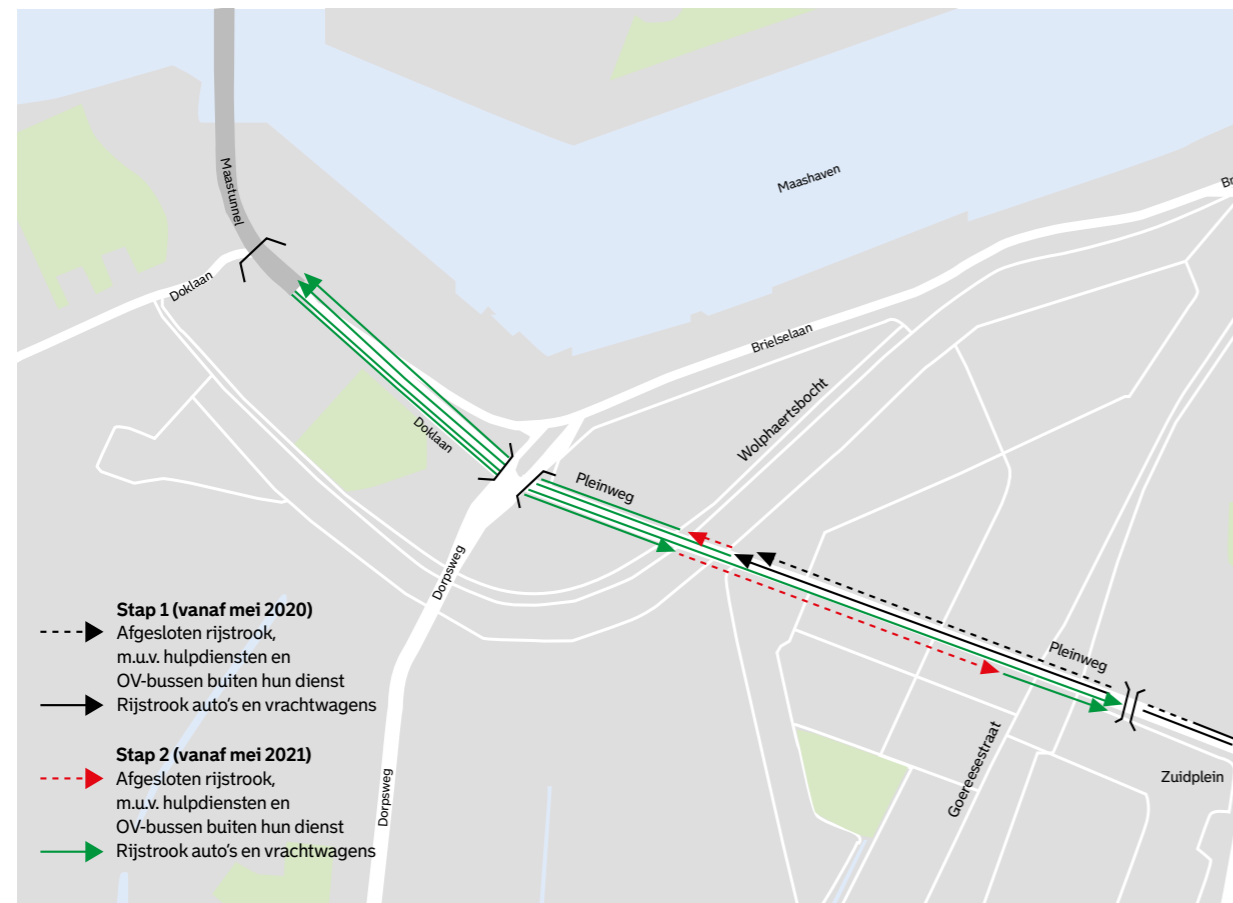 Maastunnel
Maashaven
Br
Doklaan
Brielselaan
Doklaan
Wolphaertsbocht
Pleinweg
Dorpsweg
Pleinweg
Goereesestraat
Zuidplein
Dorpsweg
Stap 1 (vanaf mei 2020)
Afgesloten rijstrook,
m.u.v. hulpdiensten en
OV-bussen buiten hun dienst
Rijstrook auto's en vrachtwagens
Stap 2 (vanaf mei 2021)
Afgesloten rijstrook,
m.u.v. hulpdiensten en
OV-bussen buiten hun dienst
Rijstrook auto's en vrachtwagens